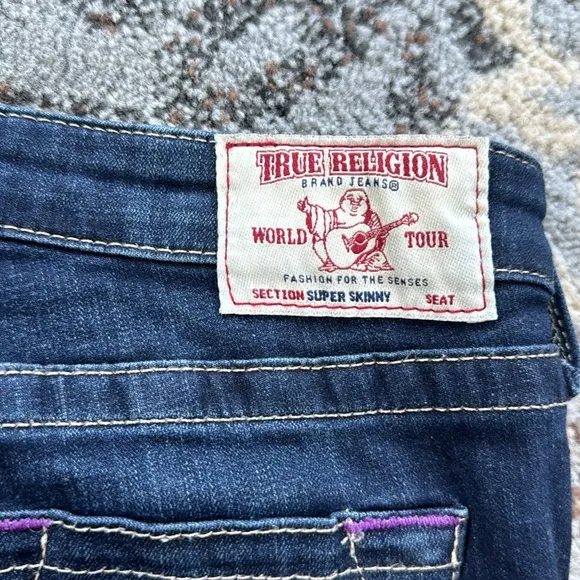 TRUE RELIGION
BRAND JEANS®
WORLD TOUR
FASHION FOR THE SENSES
SECTION SUPER SKINNY SEAT